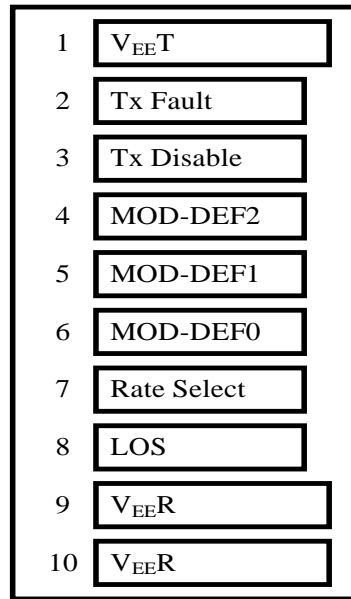 1 VEET
2 Tx Fault
3 Tx Disable
4 MOD-DEF2
5 MOD-DEF1
6 MOD-DEF0
7 Rate Select
8 LOS
9 VEER
10 VEER